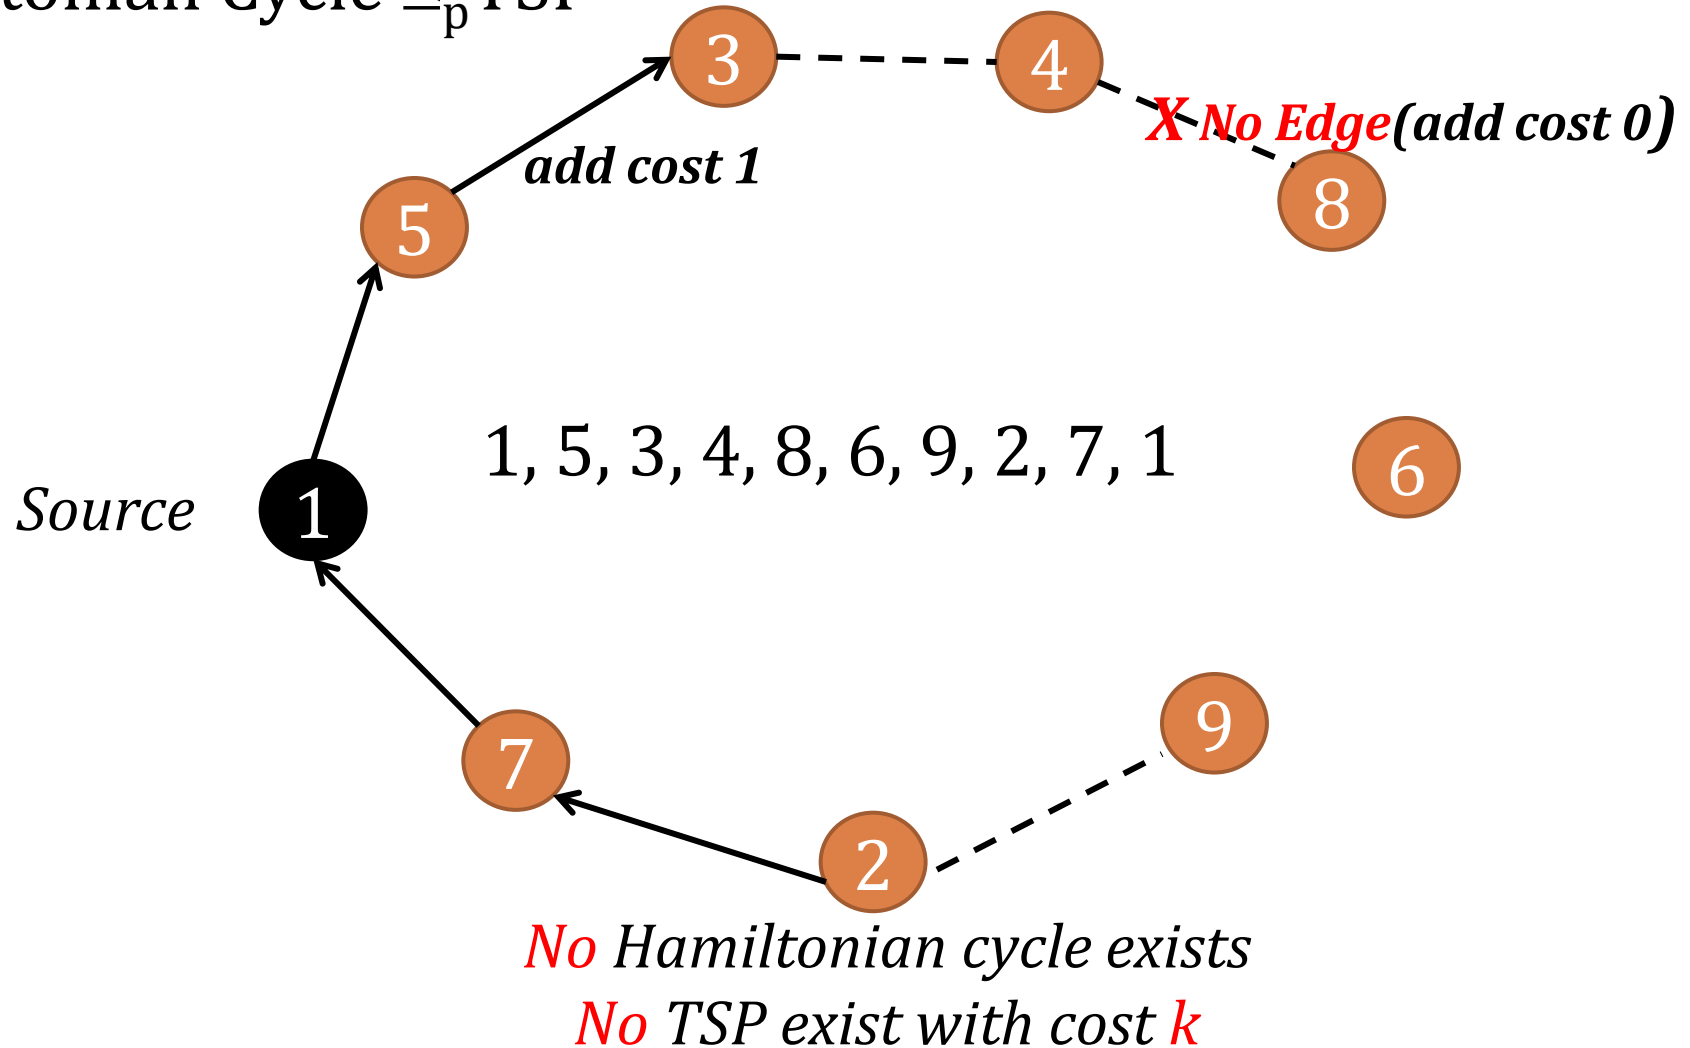 Cycle
3
4
X No Edge(add cost 0)
add cost 1
8
5
1, 5, 3, 4, 8, 6, 9, 2, 7, 1
6
Source
1
9
7
2
No Hamiltonian cycle exists
No TSP exist with cost k